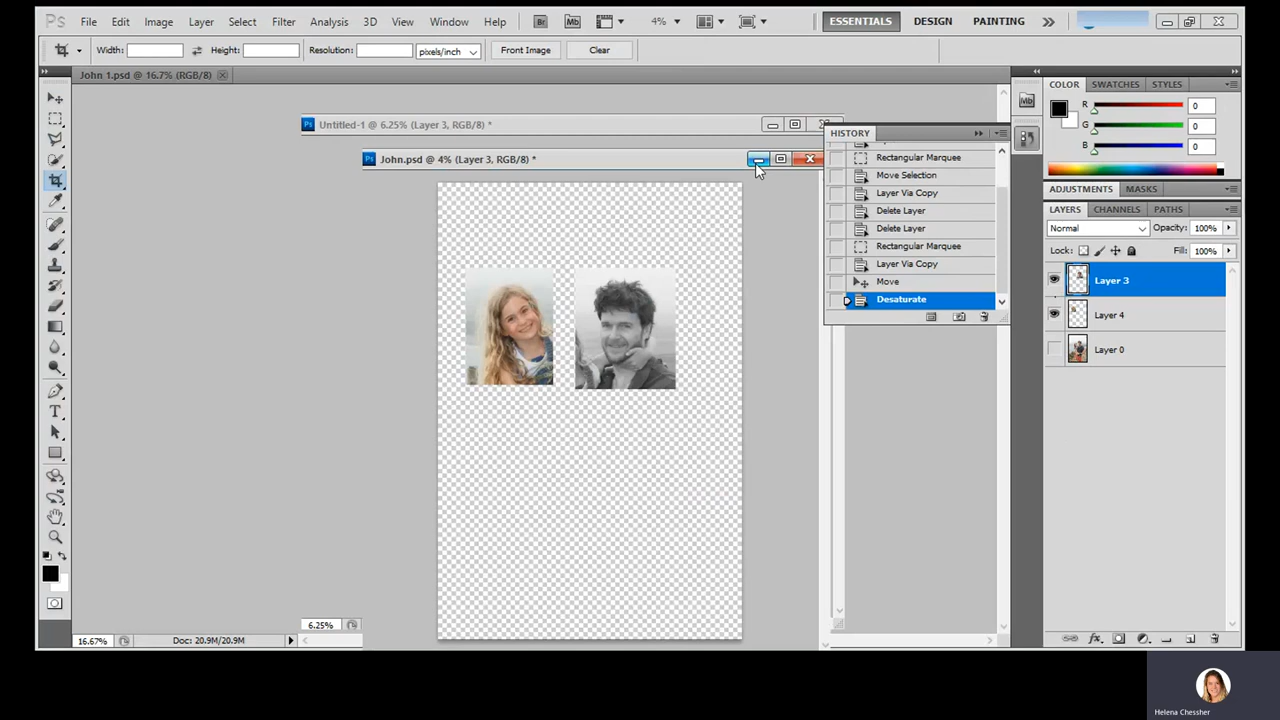 Ps File Edit Image Layer Select Filter Analysis 3D View Window Help Br Mb 4% ESSENTIALS DESIGN PAINTING
Width: Height: Resolution: pixels/inch Front Image Clear
John 1.psd @ 16.7% (RGB/8)
Ps Untitled-1 @ 6.25% (Layer 3, RGB/8) *
Ps John.psd @ 4% (Layer 3, RGB/8) *
HISTORY
Rectangular Marquee
Move Selection
Layer Via Copy
Delete Layer
Delete Layer
Rectangular Marquee
Layer Via Copy
Move
Desaturate
Mb
COLOR SWATCHES STYLES
R 0
G 0
B 0
ADJUSTMENTS MASKS
LAYERS CHANNELS PATHS
Normal Opacity: 100%
Lock: Fill: 100%
Layer 3
Layer 4
Layer 0
T
fx
6.25%
16.67% Doc: 20.9M/20.9M
Helena Chessher